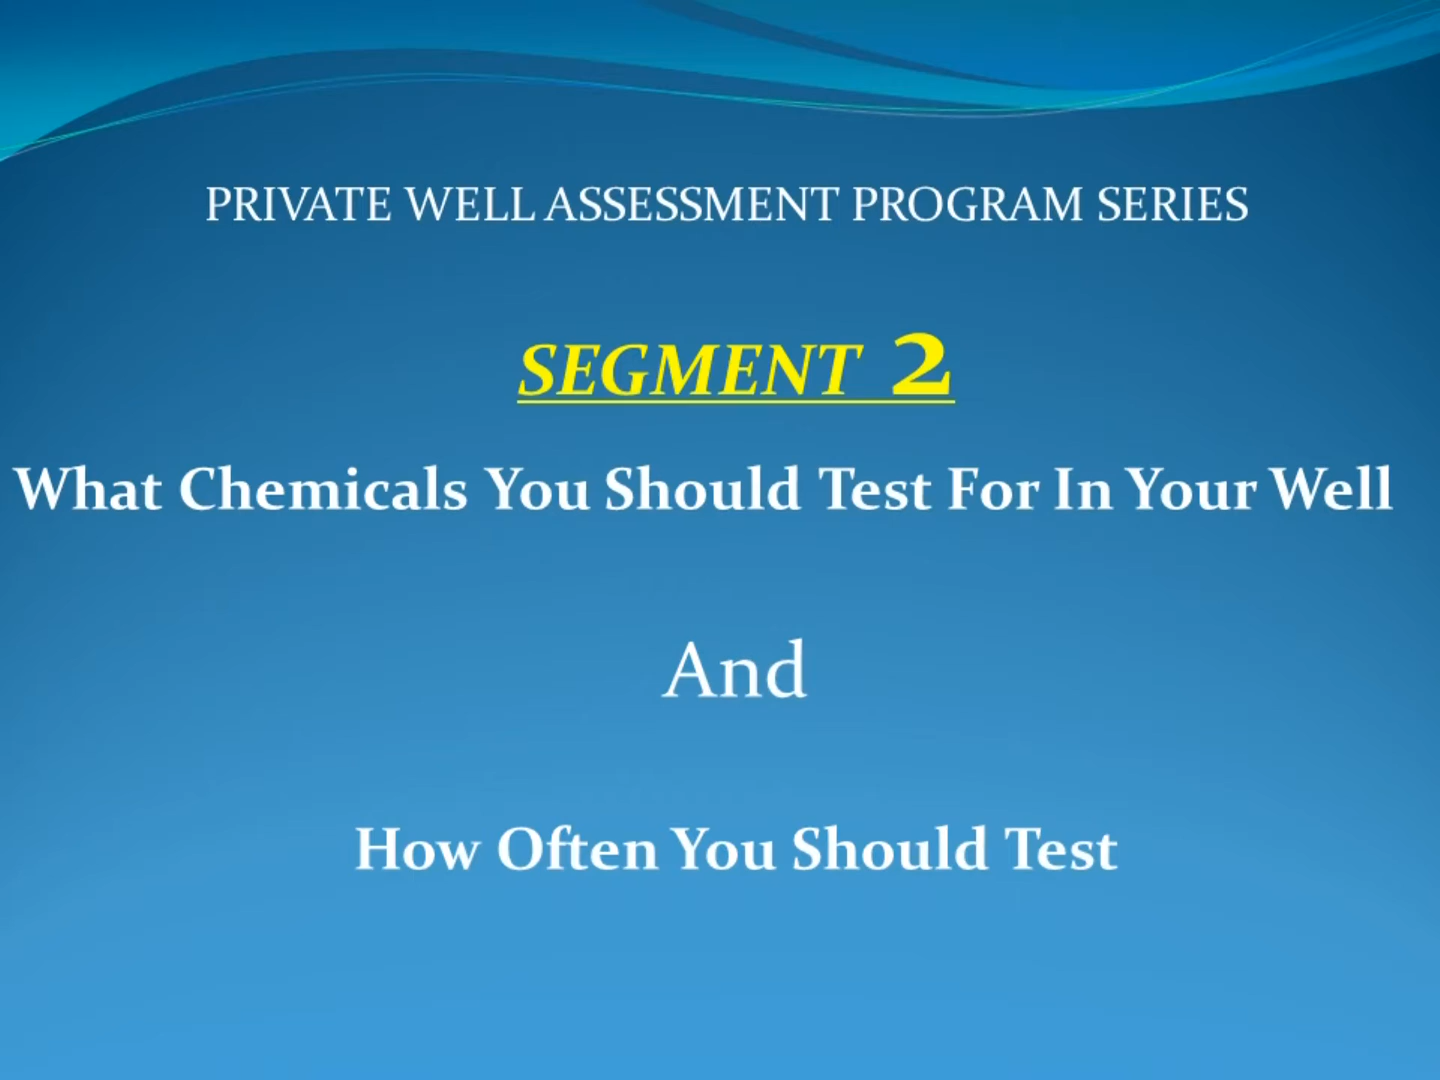 PRIVATE WELL ASSESSMENT PROGRAM SERIES
SEGMENT 2
What Chemicals You Should Test For In Your Well
And
How Often You Should Test